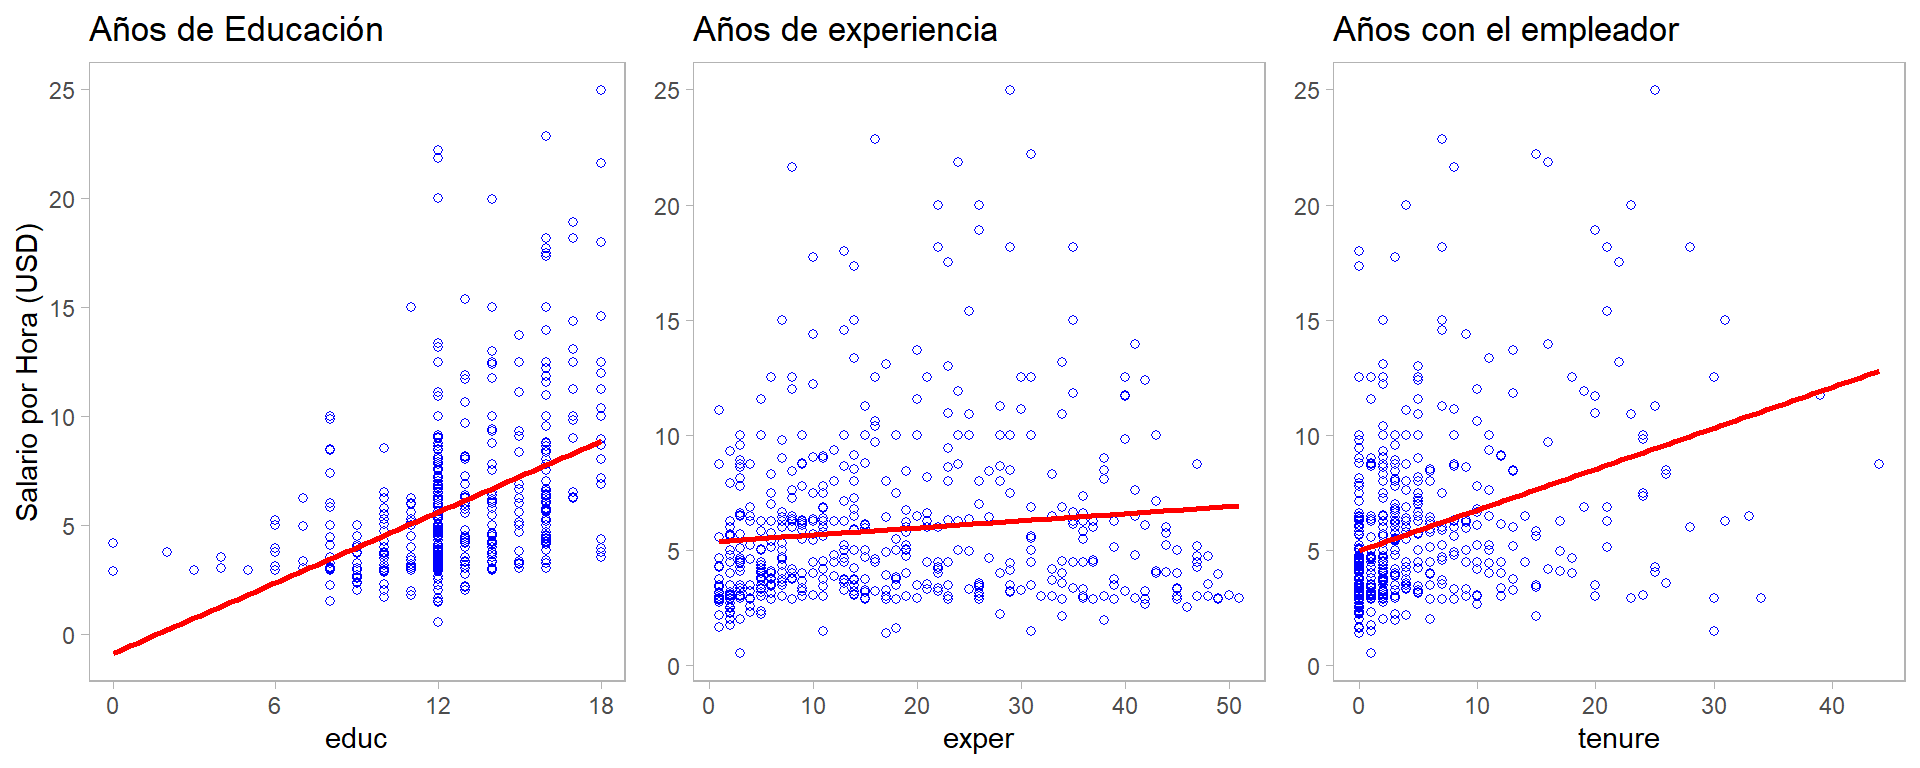 Años de Educación
Años de experiencia
Años con el empleador
Salario por Hora (USD)
25
20
15
10
5
0
0 6 12 18
educ
25
20
15
10
5
0
0 10 20 30 40 50
exper
25
20
15
10
5
0
0 10 20 30 40
tenure